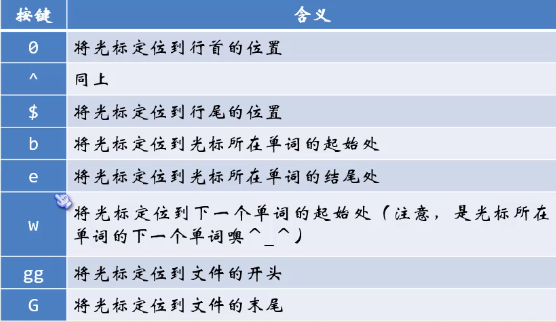 按键 含义
0 将光标定位到行首的位置
^ 同上
$ 将光标定位到行尾的位置
b 将光标定位到光标所在单词的起始处
e 将光标定位到光标所在单词的结尾处
w 将光标定位到下一个单词的起始处（注意，是光标所在
单词的下一个单词噢^_^）
gg 将光标定位到文件的开头
G 将光标定位到文件的末尾